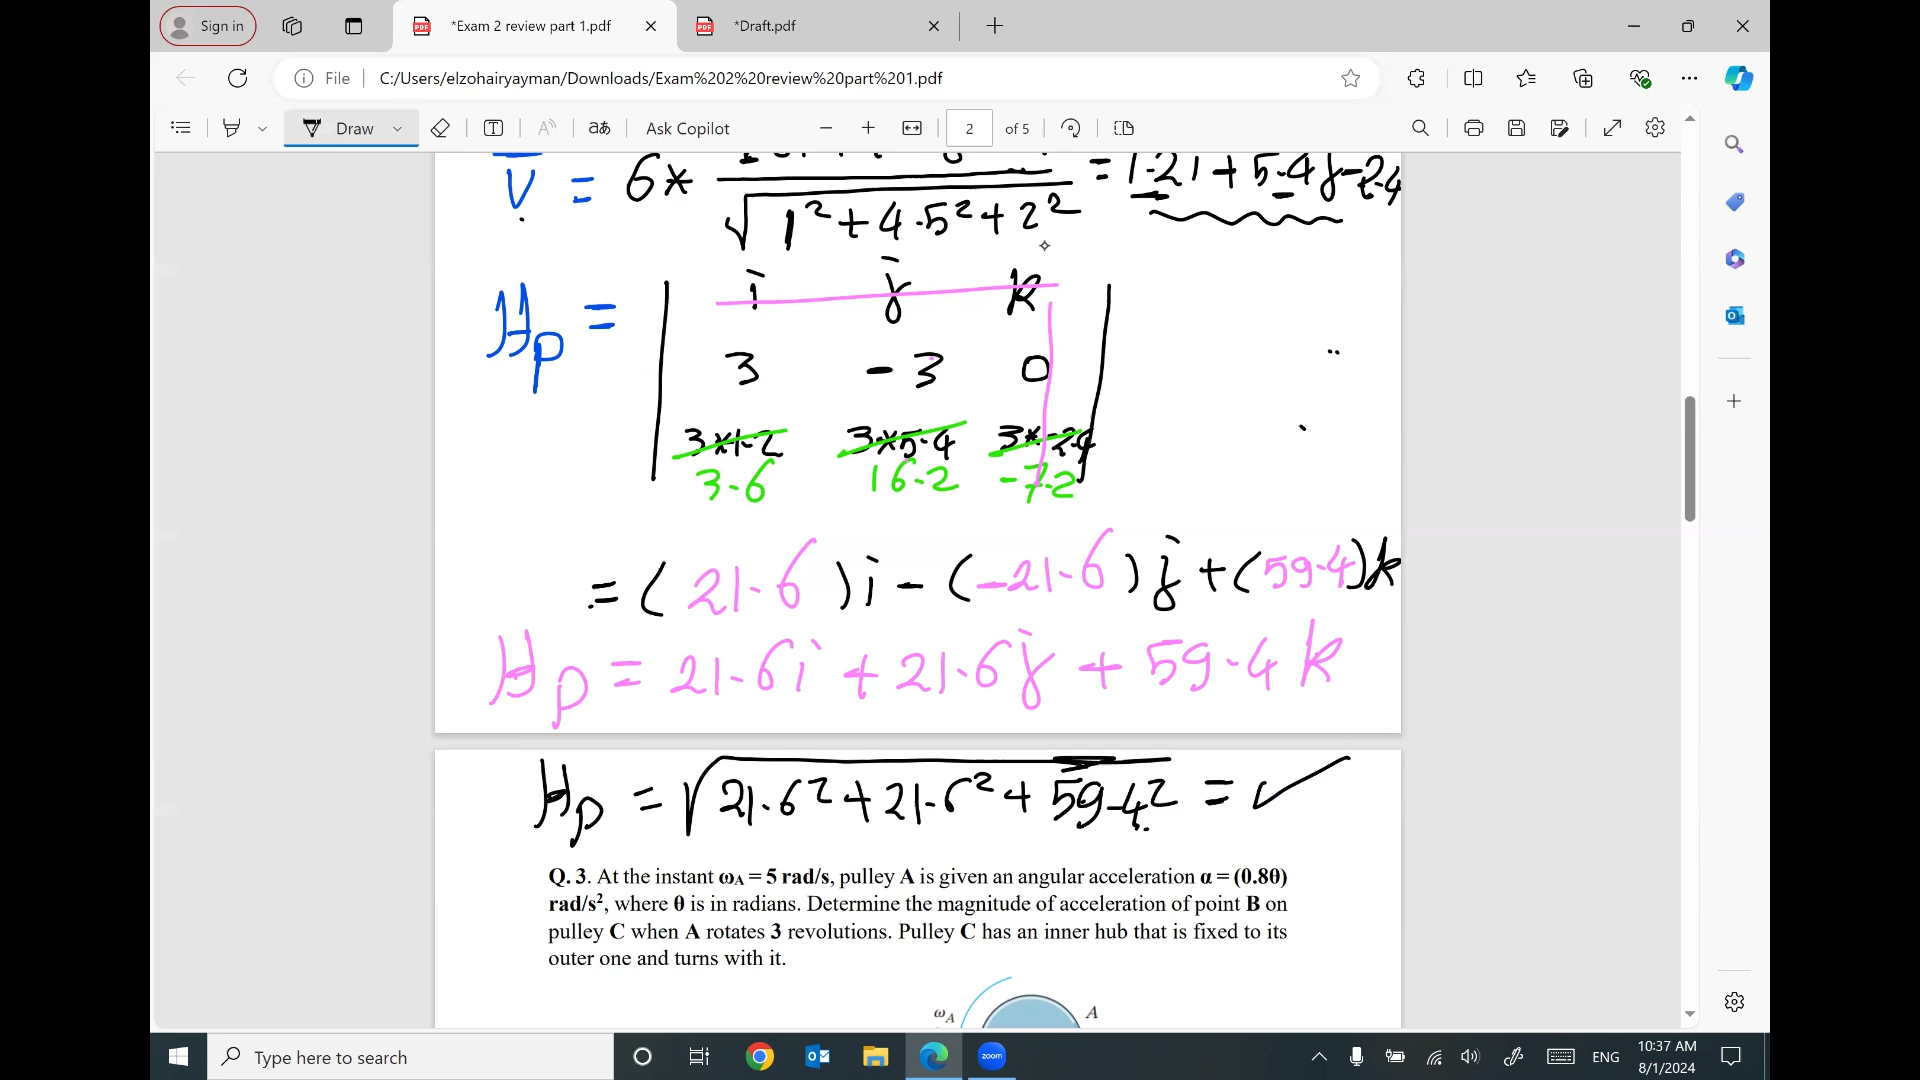 Sign in
*Exam 2 review part 1.pdf
*Draft.pdf
File
C:/Users/elzohairyayman/Downloads/Exam%202%20review%20part%201.pdf
Draw
aあ
Ask Copilot
2 of 5
V = 6* / √1² + 4.5² + 2² = 1.2i + 5.4j - 2.4
Hp =
i j k
3 -3 0
3*1.2 3*5.4 3*-2.4
3.6 16.2 -7.2
= (21.6)i - (-21.6)j + (59.4)k
Hp = 21.6i + 21.6j + 59.4k
Hp = √21.6² + 21.6² + 59.4² = ✓
Q. 3. At the instant ωA = 5 rad/s, pulley A is given an angular acceleration α = (0.8θ)
rad/s², where θ is in radians. Determine the magnitude of acceleration of point B on
pulley C when A rotates 3 revolutions. Pulley C has an inner hub that is fixed to its
outer one and turns with it.
ωA
A
Type here to search
zoom
ENG
10:37 AM
8/1/2024